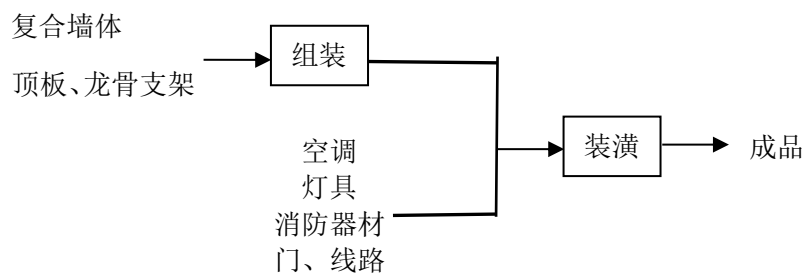 复合墙体
顶板、龙骨支架
组装
空调
灯具
消防器材
门、线路
装潢
成品